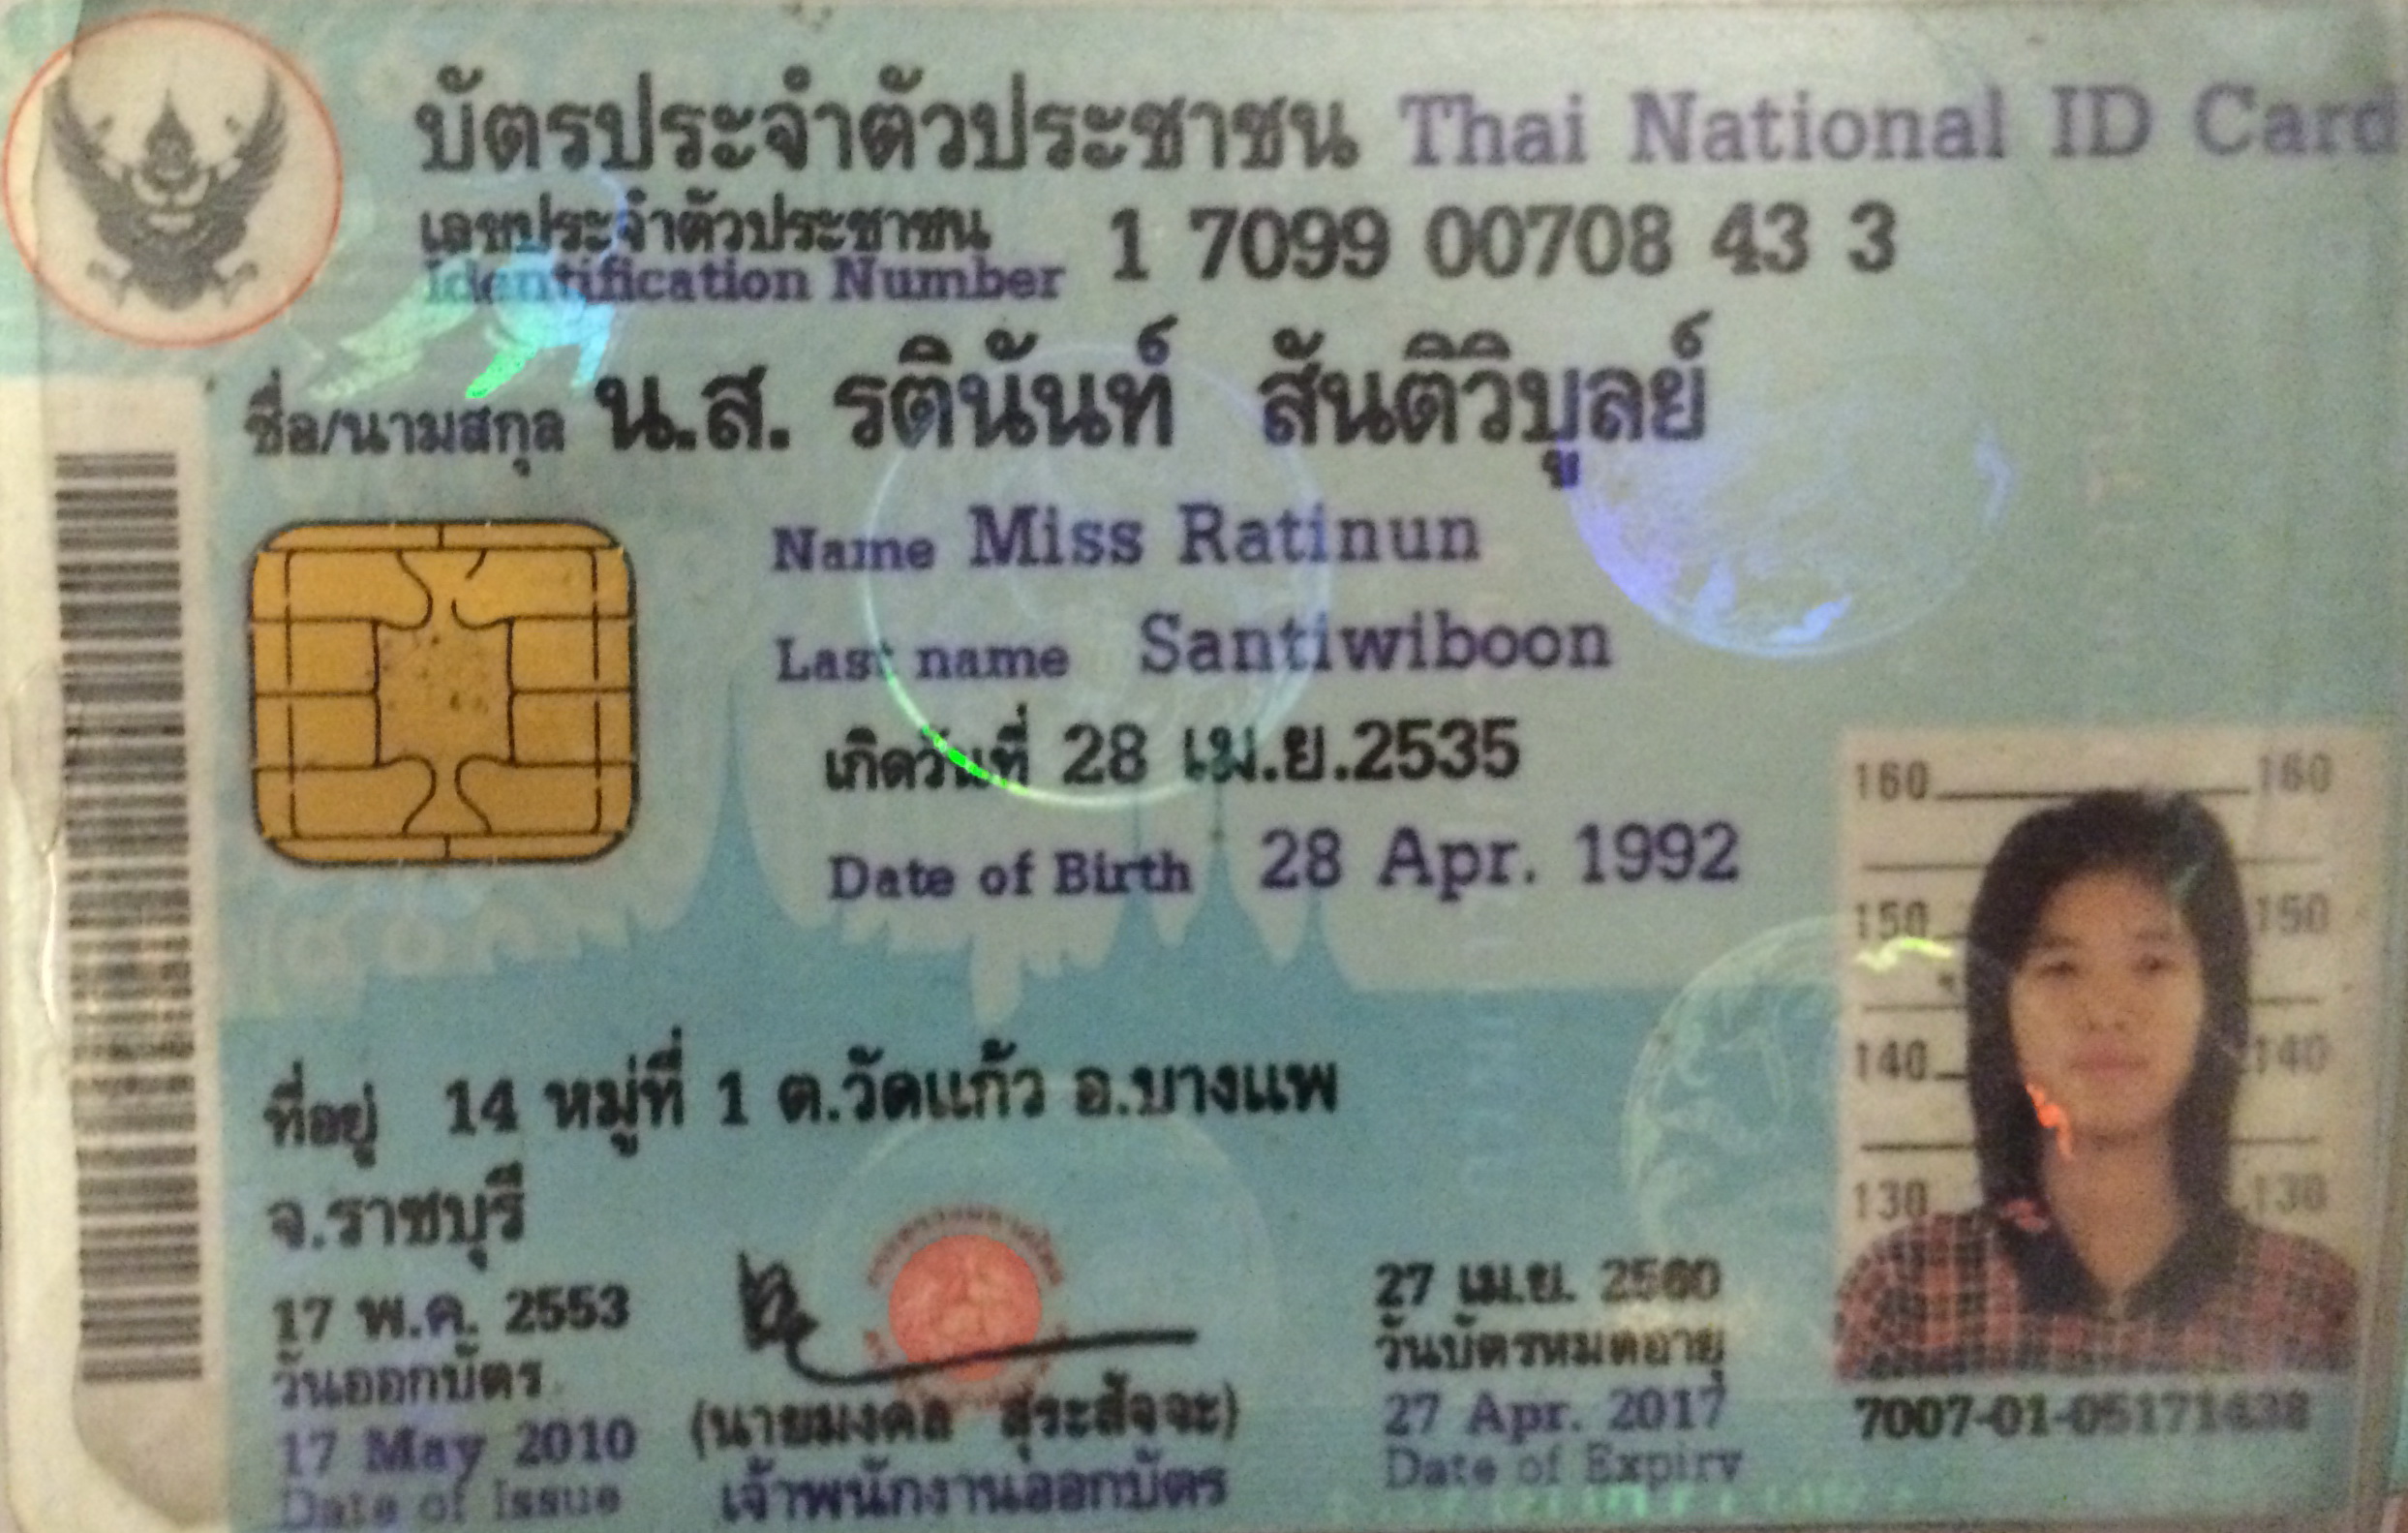 บัตรประจำตัวประชาชน Thai National ID Card
เลขประจำตัวประชาชน
Identification Number 1 7099 00708 43 3
ชื่อ/นามสกุล น.ส. รตินันท์ สันติวิบูลย์
Name Miss Ratinun
Last name Santiwiboon
เกิดวันที่ 28 เม.ย.2535
Date of Birth 28 Apr. 1992
ที่อยู่ 14 หมู่ที่ 1 ต.วัดแก้ว อ.บางแพ
จ.ราชบุรี
17 พ.ค. 2553
วันออกบัตร
17 May 2010
Date of Issue
(นายมงคล สุระสัจจะ)
เจ้าพนักงานออกบัตร
27 เม.ย. 2560
วันบัตรหมดอายุ
27 Apr. 2017
Date of Expiry
160 160
150 150
140 140
130 130